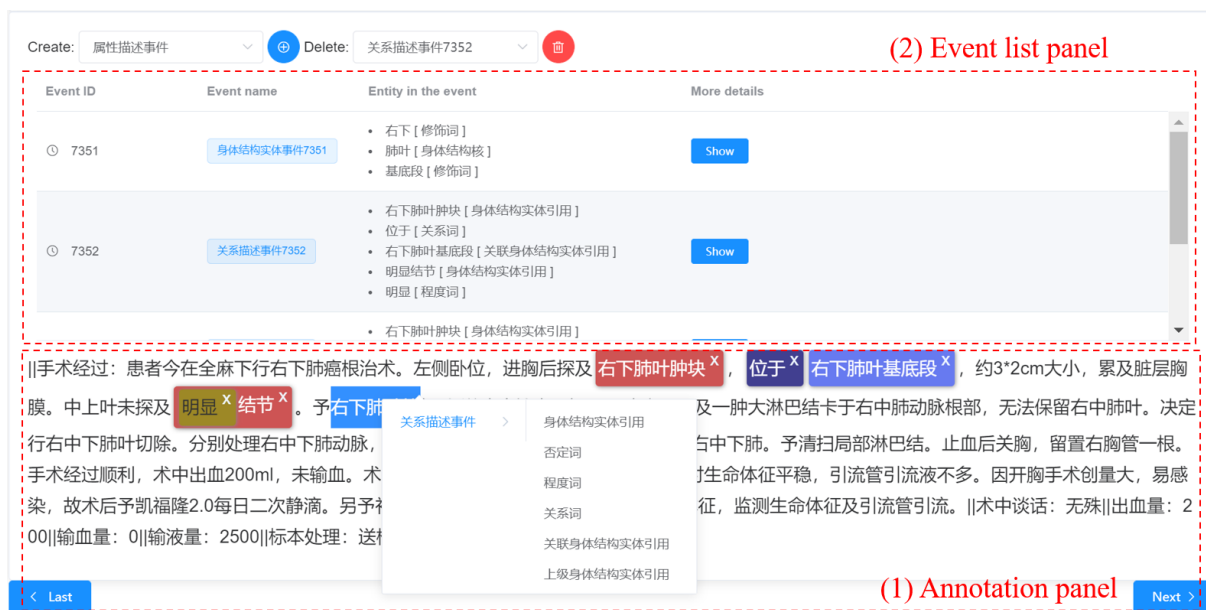 Create: 属性描述事件 Delete: 关系描述事件7352
(2) Event list panel
Event ID Event name Entity in the event More details
7351 身体结构实体事件7351
• 右下 [ 修饰词 ]
• 肺叶 [ 身体结构核 ]
• 基底段 [ 修饰词 ]
Show
7352 关系描述事件7352
• 右下肺叶肿块 [ 身体结构实体引用 ]
• 位于 [ 关系词 ]
• 右下肺叶基底段 [ 关联身体结构实体引用 ]
• 明显结节 [ 身体结构实体引用 ]
• 明显 [ 程度词 ]
Show
• 右下肺叶肿块 [ 身体结构实体引用 ]
||手术经过：患者今在全麻下行右下肺癌根治术。左侧卧位，进胸后探及 右下肺叶肿块 X ， 位于 X 右下肺叶基底段 X ，约3*2cm大小，累及脏层胸
膜。中上叶未探及 明显 X 结节 X 。予右下肺 及一肿大淋巴结卡于右中肺动脉根部，无法保留右中肺叶。决定
行右中下肺叶切除。分别处理右中下肺动脉， 右中下肺。予清扫局部淋巴结。止血后关胸，留置右胸管一根。
手术经过顺利，术中出血200ml，未输血。术 生命体征平稳，引流管引流液不多。因开胸手术创量大，易感
染，故术后予凯福隆2.0每日二次静滴。另予 征，监测生命体征及引流管引流。||术中谈话：无殊||出血量：2
00||输血量：0||输液量：2500||标本处理：送
关系描述事件
身体结构实体引用
否定词
程度词
关系词
关联身体结构实体引用
上级身体结构实体引用
(1) Annotation panel
Last
Next